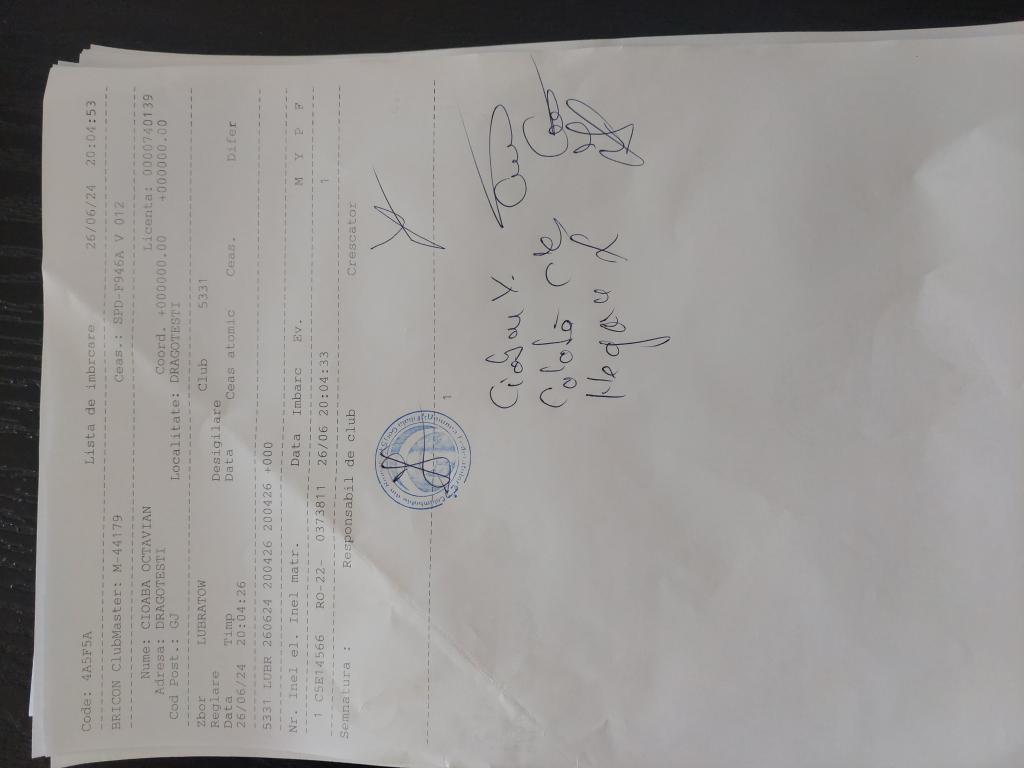 Code: 4A5F5A Lista de imbrcare 26/06/24 20:04:53
BRICON ClubMaster: M-44179 Ceas.: SPD-F946A V 012
Nume: CIOABA OCTAVIAN Licenta: 0000740139
Adresa: DRAGOTESTI Coord. +000000.00 +000000.00
Cod Post.: GJ Localitate: DRAGOTESTI
Zbor LUBRATOW Club 5331
Reglare Desigilare
Data Timp Data Ceas atomic Ceas. Difer
26/06/24 20:04:26
5331 LUBR 260624 200426 200426 +000
Nr. Inel el. Inel matr. Data Imbarc Ev. M Y P F
1 C5E14566 RO-22- 0373811 26/06 20:04:33 1
Semnatura : Responsabil de club Crescator
1